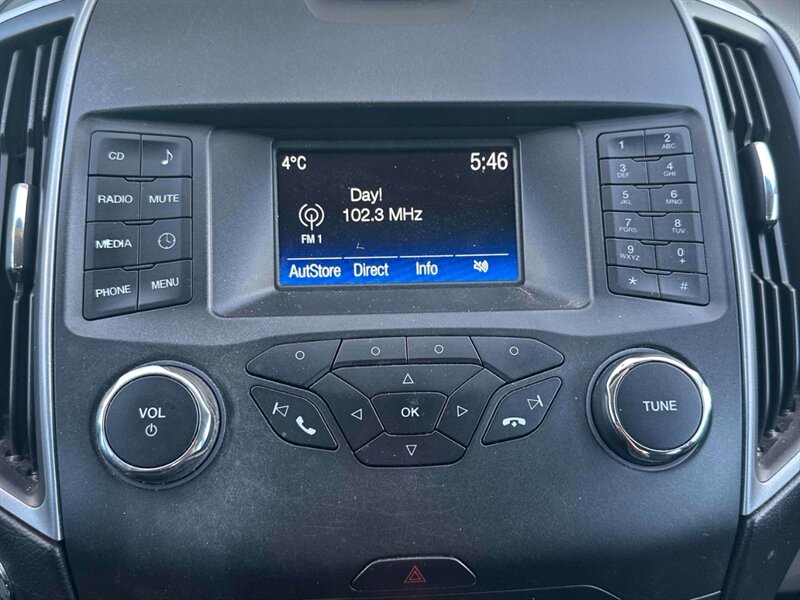 CD
RADIO MUTE
MEDIA
PHONE MENU
4°C 5:46
Day!
102.3 MHz
FM 1
AutStore Direct Info
1 2 ABC
3 DEF 4 GHI
5 JKL 6 MNO
7 PQRS 8 TUV
9 WXYZ 0 +
* #
VOL
OK
TUNE